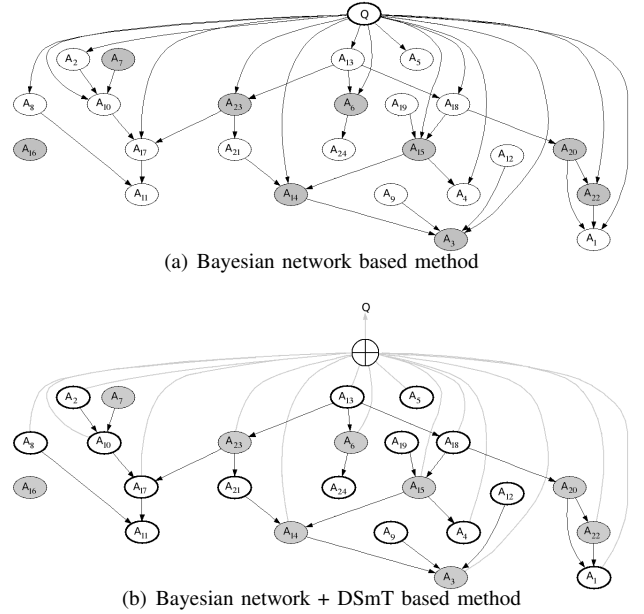 Q
A2 A7 A13 A5
A8 A10 A23 A6 A19 A18
A16 A17 A21 A24 A15 A12 A20
A11 A14 A9 A4 A22
A3 A1
(a) Bayesian network based method
Q
A2 A7 A13 A5
A8 A10 A23 A6 A19 A18
A16 A17 A21 A24 A15 A12 A20
A11 A14 A9 A4 A22
A3 A1
(b) Bayesian network + DSmT based method